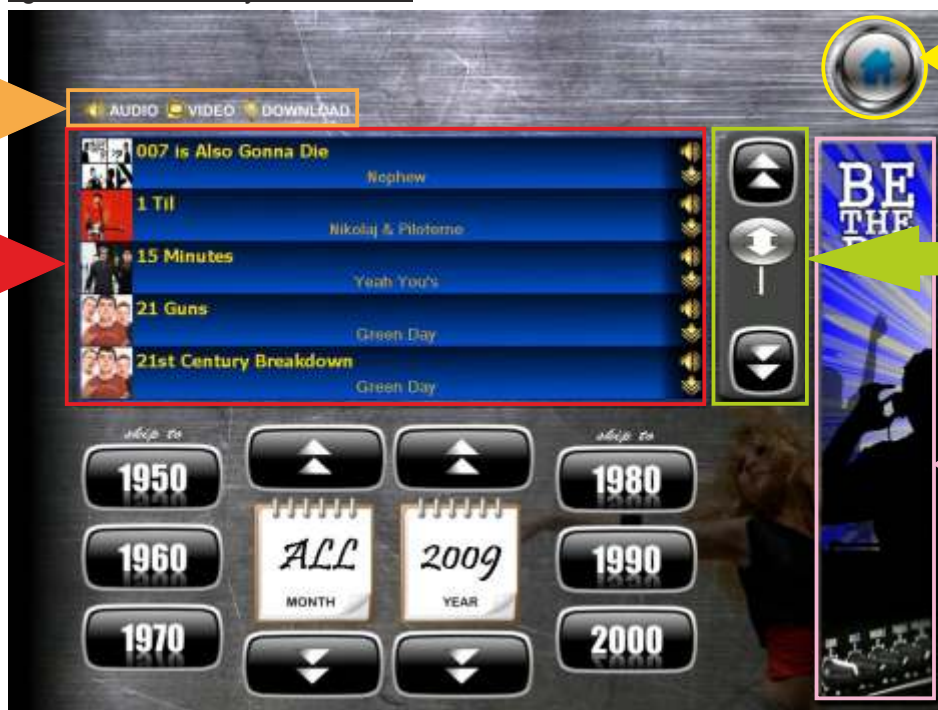 AUDIO VIDEO DOWNLOAD
007 is Also Gonna Die
Nephew
1 Til
Nikolaj &
15 Minutes
Yeah You's
21 Guns
Green Day
21st Century Breakdown
Green Day
BE
THE
skip to
skip to
1950
1980
1960
1990
1970
2000
ALL
MONTH
2009
YEAR